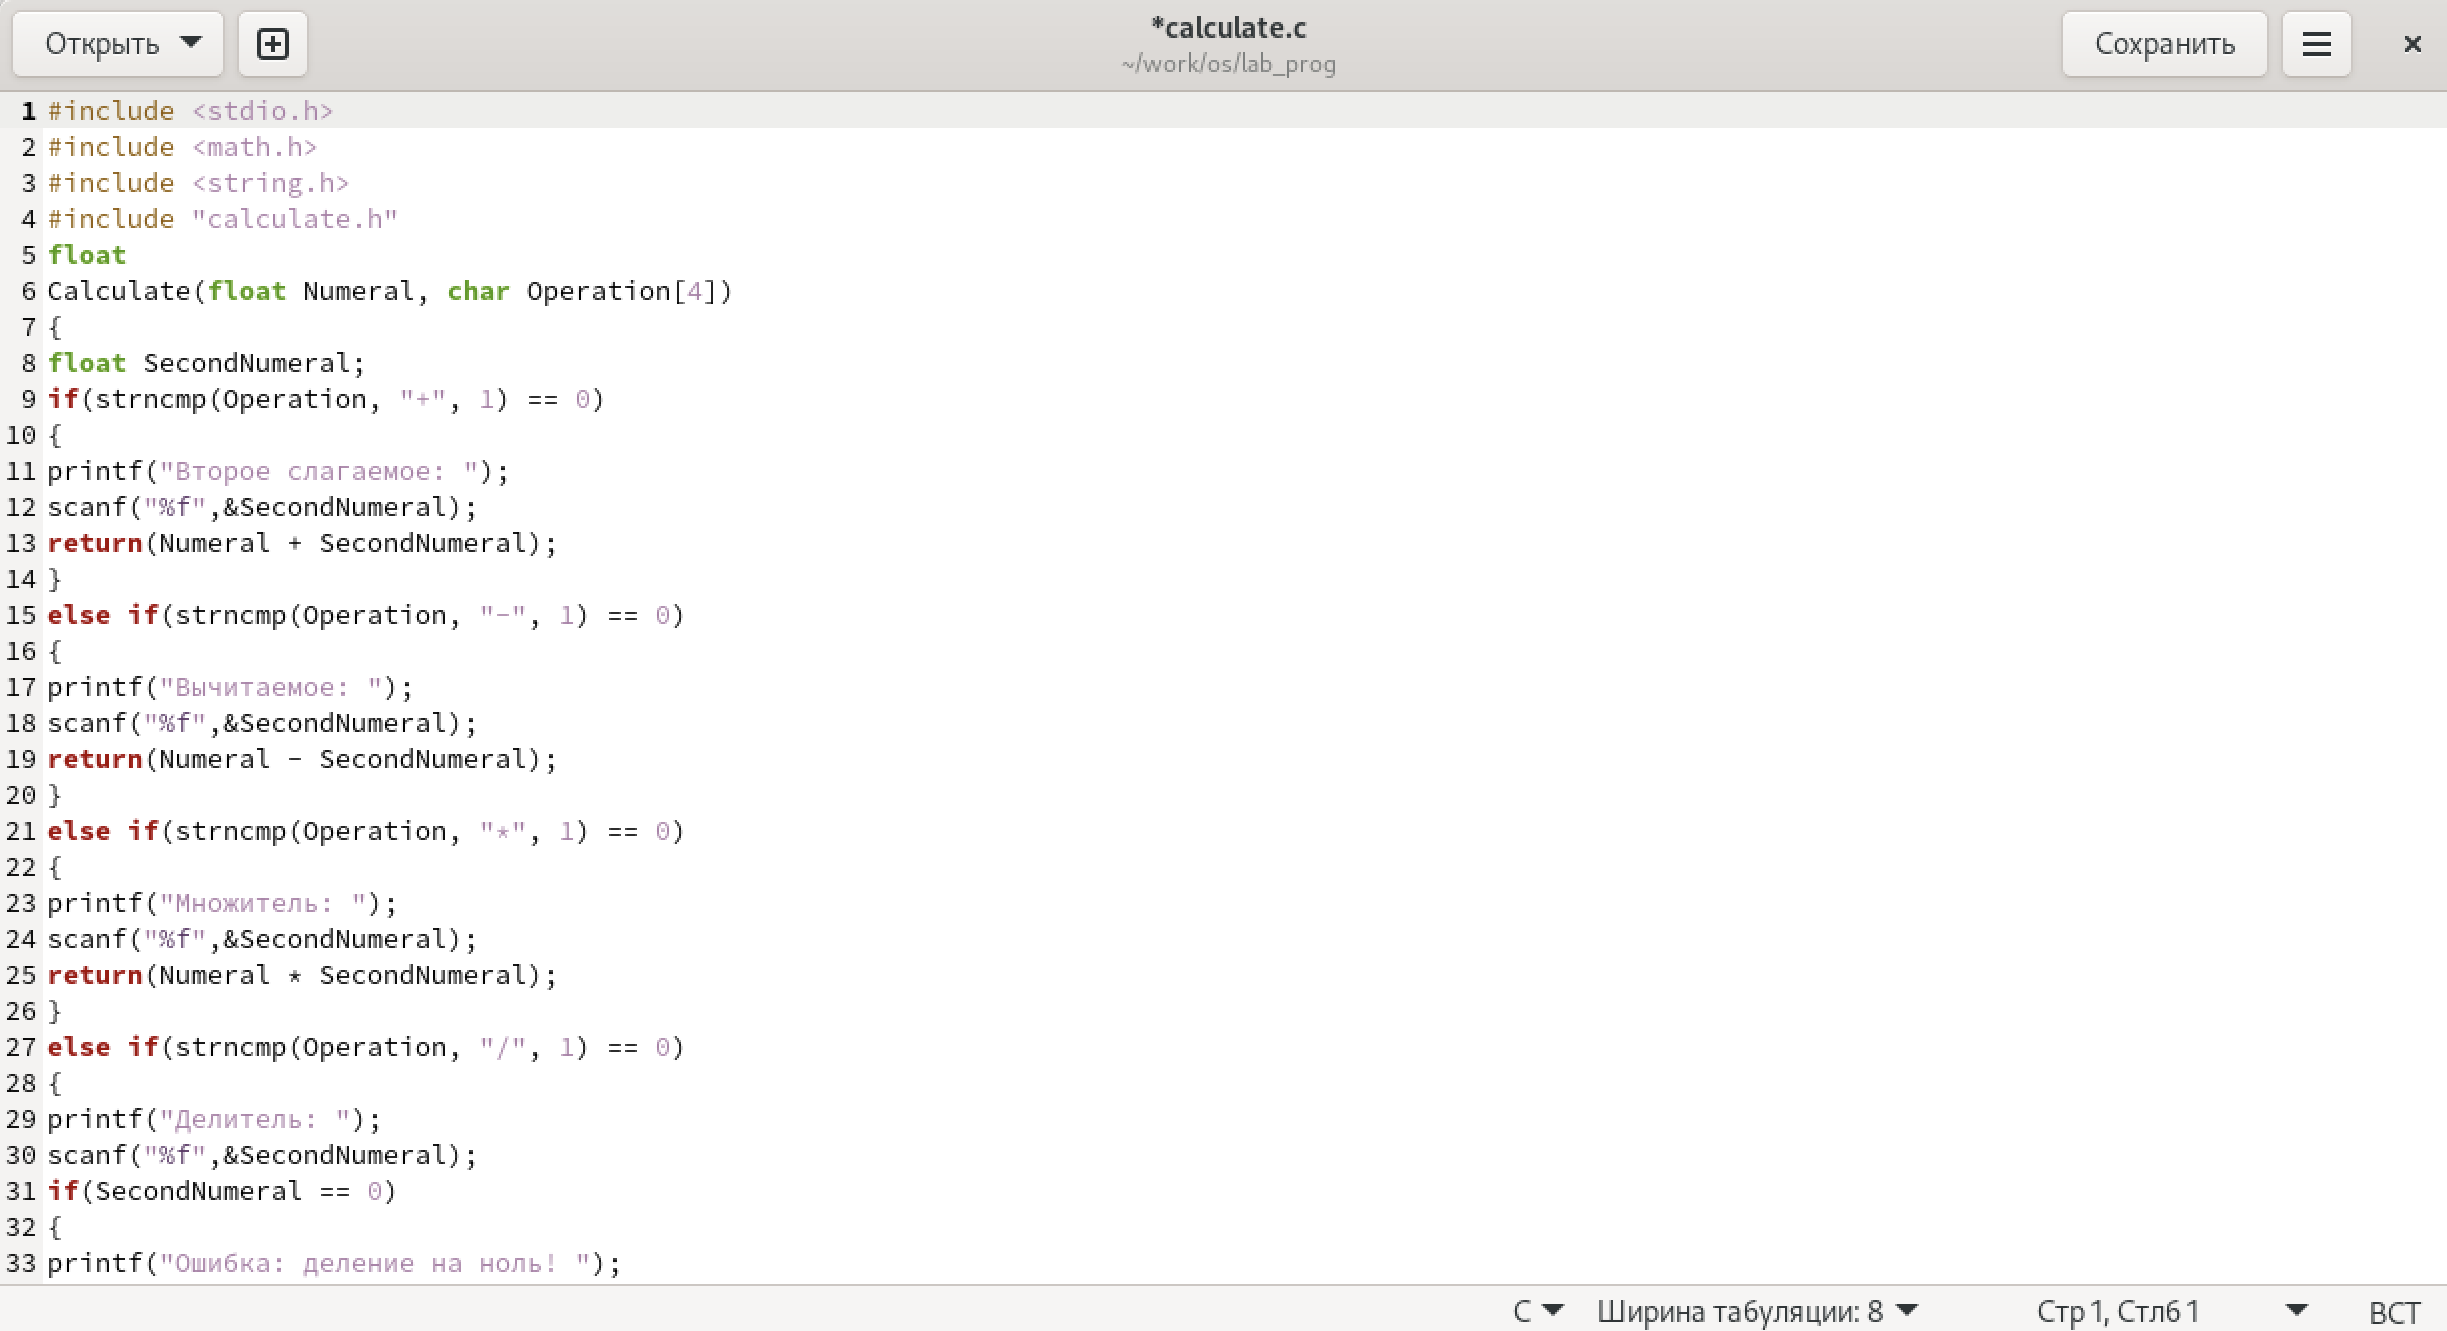 Открыть
*calculate.c
~/work/os/lab_prog
Сохранить
1 #include <stdio.h>
2 #include <math.h>
3 #include <string.h>
4 #include "calculate.h"
5 float
6 Calculate(float Numeral, char Operation[4])
7 {
8 float SecondNumeral;
9 if(strncmp(Operation, "+", 1) == 0)
10 {
11 printf("Второе слагаемое: ");
12 scanf("%f",&SecondNumeral);
13 return(Numeral + SecondNumeral);
14 }
15 else if(strncmp(Operation, "-", 1) == 0)
16 {
17 printf("Вычитаемое: ");
18 scanf("%f",&SecondNumeral);
19 return(Numeral - SecondNumeral);
20 }
21 else if(strncmp(Operation, "*", 1) == 0)
22 {
23 printf("Множитель: ");
24 scanf("%f",&SecondNumeral);
25 return(Numeral * SecondNumeral);
26 }
27 else if(strncmp(Operation, "/", 1) == 0)
28 {
29 printf("Делитель: ");
30 scanf("%f",&SecondNumeral);
31 if(SecondNumeral == 0)
32 {
33 printf("Ошибка: деление на ноль! ");
C Ширина табуляции: 8 Стр 1, Стлб 1 ВСТ